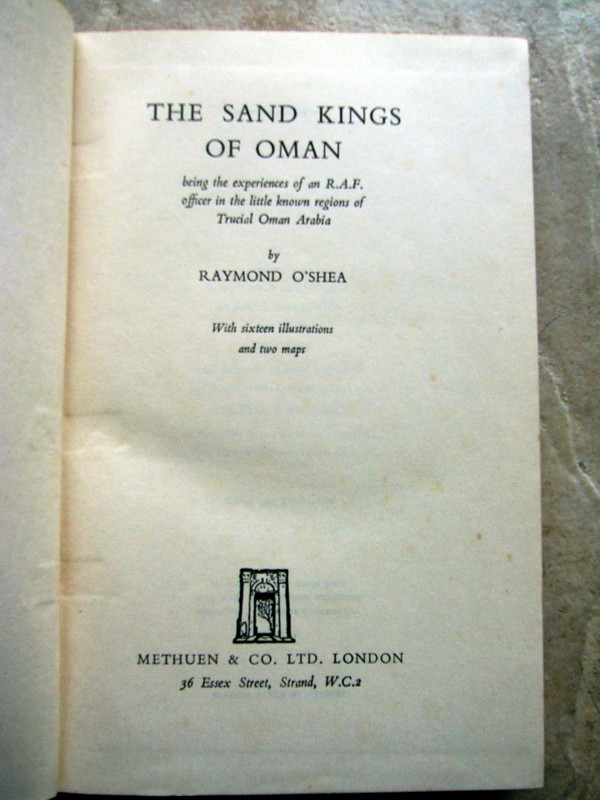 THE SAND KINGS
OF OMAN
being the experiences of an R.A.F.
officer in the little known regions of
Trucial Oman Arabia
by
RAYMOND O'SHEA
With sixteen illustrations
and two maps
METHUEN & CO. LTD. LONDON
36 Essex Street, Strand, W.C.2